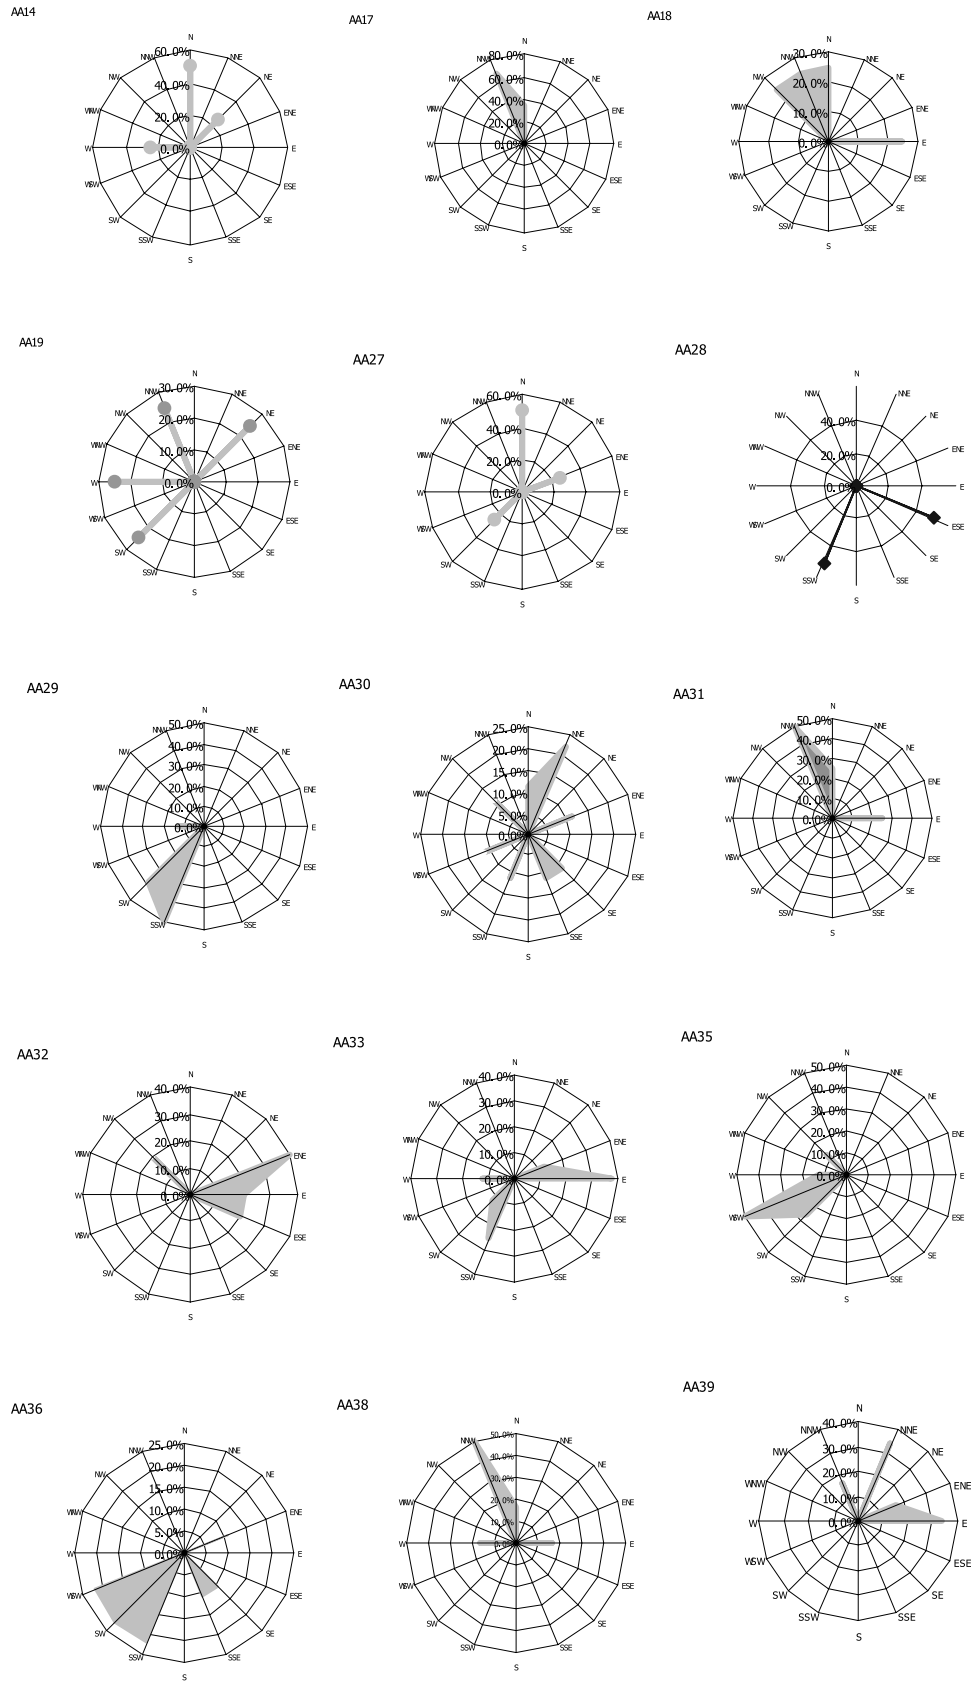 AA14
N
NNW
60.0%
NNE
NW
40.0%
NE
WNW
20.0%
ENE
W
0.0%
E
WSW
ESE
SW
SE
SSW
SSE
S
AA17
N
NNW
80.0%
NNE
NW
60.0%
NE
WNW
40.0%
ENE
20.0%
W
0.0%
E
WSW
ESE
SW
SE
SSW
SSE
S
AA18
N
NNW
30.0%
NNE
NW
20.0%
NE
WNW
10.0%
ENE
W
0.0%
E
WSW
ESE
SW
SE
SSW
SSE
S
AA19
N
NNW
30.0%
NNE
NW
20.0%
NE
WNW
10.0%
ENE
W
0.0%
E
WSW
ESE
SW
SE
SSW
SSE
S
AA27
N
NNW
60.0%
NNE
NW
40.0%
NE
WNW
20.0%
ENE
W
0.0%
E
WSW
ESE
SW
SE
SSW
SSE
S
AA28
N
NNW
NNE
NW
40.0%
NE
WNW
20.0%
ENE
W
0.0%
E
WSW
ESE
SW
SE
SSW
SSE
S
AA29
N
NNW
50.0%
NNE
NW
40.0%
NE
30.0%
WNW
20.0%
ENE
10.0%
W
0.0%
E
WSW
ESE
SW
SE
SSW
SSE
S
AA30
N
NNW
25.0%
NNE
NW
20.0%
NE
15.0%
WNW
10.0%
ENE
5.0%
W
0.0%
E
WSW
ESE
SW
SE
SSW
SSE
S
AA31
N
NNW
50.0%
NNE
NW
40.0%
NE
30.0%
WNW
20.0%
ENE
10.0%
W
0.0%
E
WSW
ESE
SW
SE
SSW
SSE
S
AA32
N
NNW
40.0%
NNE
NW
30.0%
NE
WNW
20.0%
ENE
10.0%
W
0.0%
E
WSW
ESE
SW
SE
SSW
SSE
S
AA33
N
NNW
40.0%
NNE
NW
30.0%
NE
WNW
20.0%
ENE
10.0%
W
0.0%
E
WSW
ESE
SW
SE
SSW
SSE
S
AA35
N
NNW
50.0%
NNE
NW
40.0%
NE
30.0%
WNW
20.0%
ENE
10.0%
W
0.0%
E
WSW
ESE
SW
SE
SSW
SSE
S
AA36
N
NNW
25.0%
NNE
NW
20.0%
NE
15.0%
WNW
10.0%
ENE
5.0%
W
0.0%
E
WSW
ESE
SW
SE
SSW
SSE
S
AA38
N
NNW
50.0%
NNE
NW
40.0%
NE
30.0%
WNW
20.0%
ENE
10.0%
W
0.0%
E
WSW
ESE
SW
SE
SSW
SSE
S
AA39
N
NNW
40.0%
NNE
NW
30.0%
NE
WNW
20.0%
ENE
10.0%
W
0.0%
E
WSW
ESE
SW
SE
SSW
SSE
S